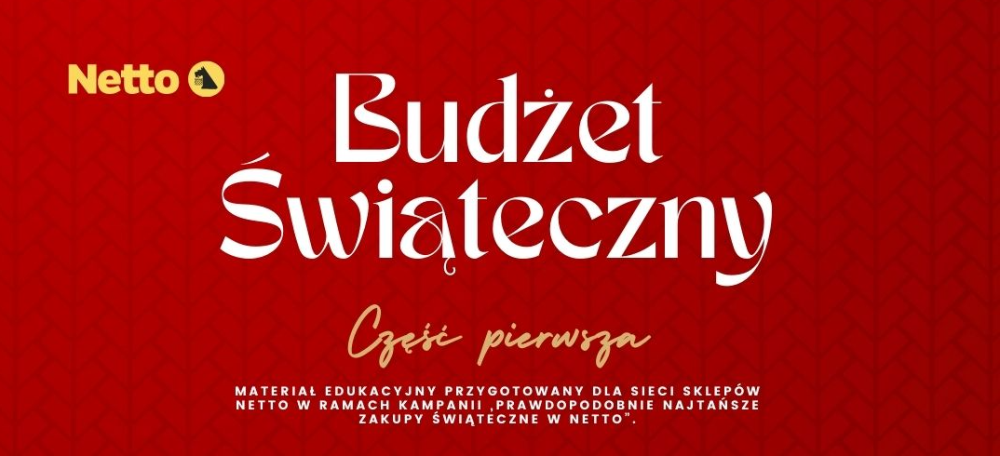 Netto
Budżet
Świąteczny
Część pierwsza
MATERIAŁ EDUKACYJNY PRZYGOTOWANY DLA SIECI SKLEPÓW
NETTO W RAMACH KAMPANII ‚PRAWDOPODOBNIE NAJTAŃSZE
ZAKUPY ŚWIĄTECZNE W NETTO”.